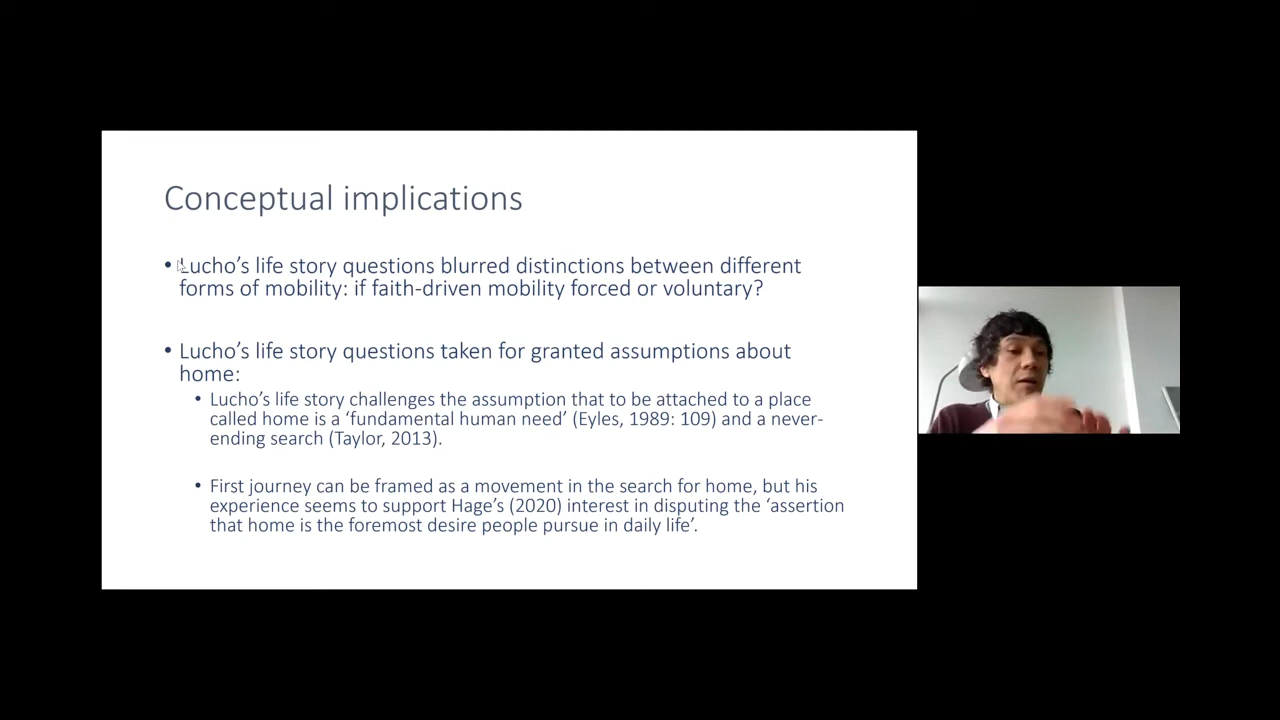 Conceptual implications
• Lucho’s life story questions blurred distinctions between different
forms of mobility: if faith-driven mobility forced or voluntary?
• Lucho’s life story questions taken for granted assumptions about
home:
• Lucho’s life story challenges the assumption that to be attached to a place
called home is a ‘fundamental human need’ (Eyles, 1989: 109) and a never-
ending search (Taylor, 2013).
• First journey can be framed as a movement in the search for home, but his
experience seems to support Hage’s (2020) interest in disputing the ‘assertion
that home is the foremost desire people pursue in daily life’.